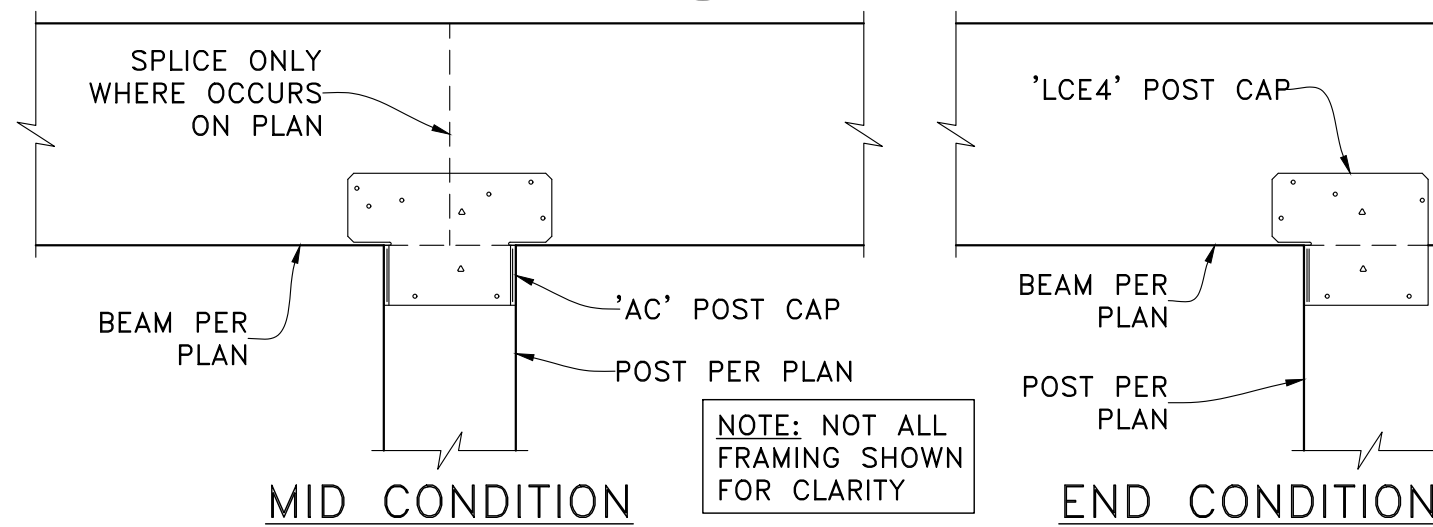 SPLICE ONLY
WHERE OCCURS
ON PLAN
BEAM PER
PLAN
'AC' POST CAP
POST PER PLAN
NOTE: NOT ALL
FRAMING SHOWN
FOR CLARITY
MID CONDITION
'LCE4' POST CAP
BEAM PER
PLAN
POST PER
PLAN
END CONDITION